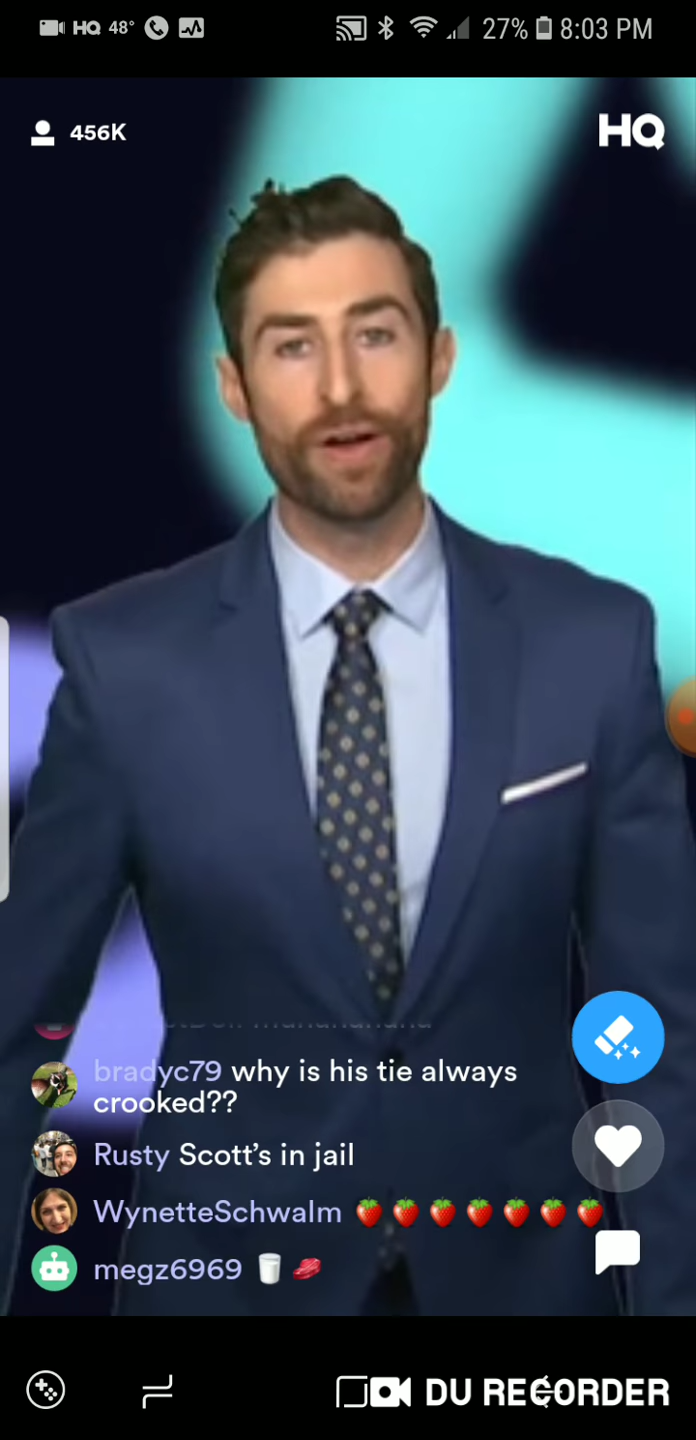 HQ 48° 27% 8:03 PM
456K HQ
bradyc79 why is his tie always
crooked??
Rusty Scott’s in jail
WynetteSchwalm 🍓🍓🍓🍓🍓🍓🍓
megz6969 🥛🥩
DU RECORDER